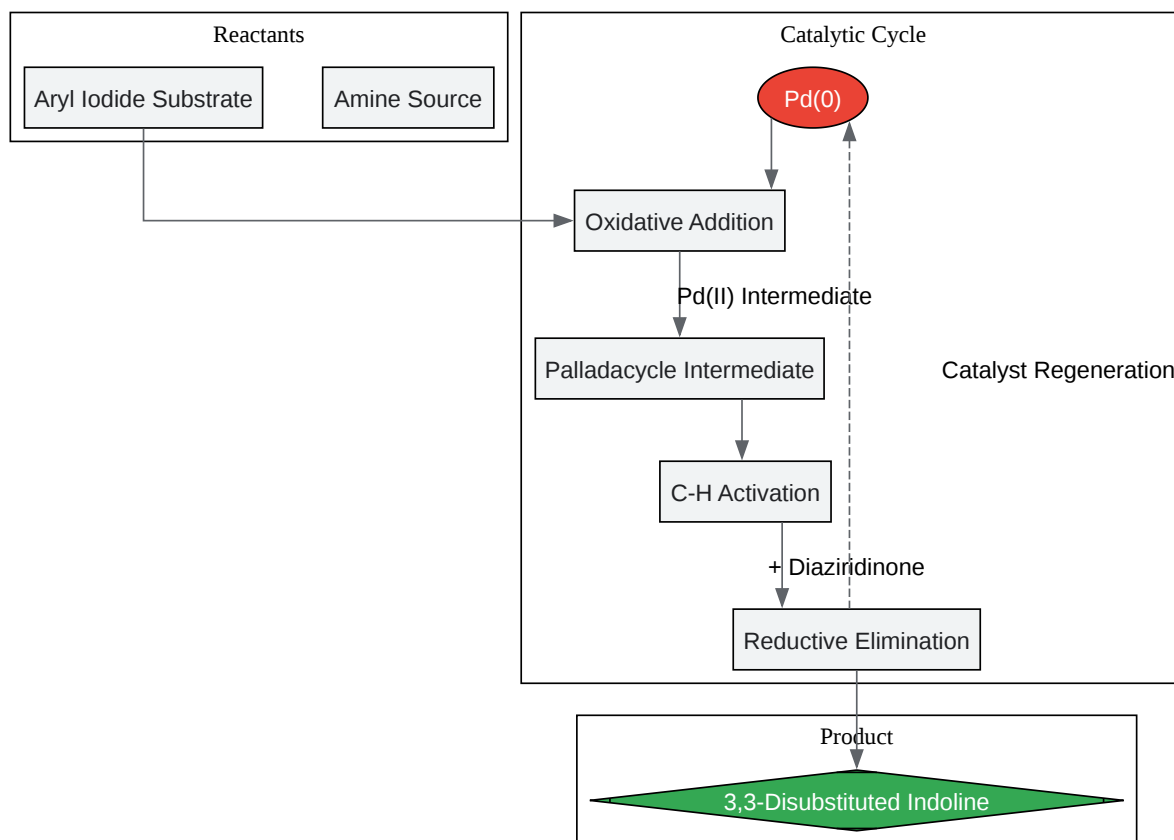 Reactants
Aryl Iodide Substrate
Amine Source
Catalytic Cycle
Pd(0)
Oxidative Addition
Pd(II) Intermediate
Palladacycle Intermediate
Catalyst Regeneration
C-H Activation
+ Diaziridinone
Reductive Elimination
Product
3,3-Disubstituted Indoline